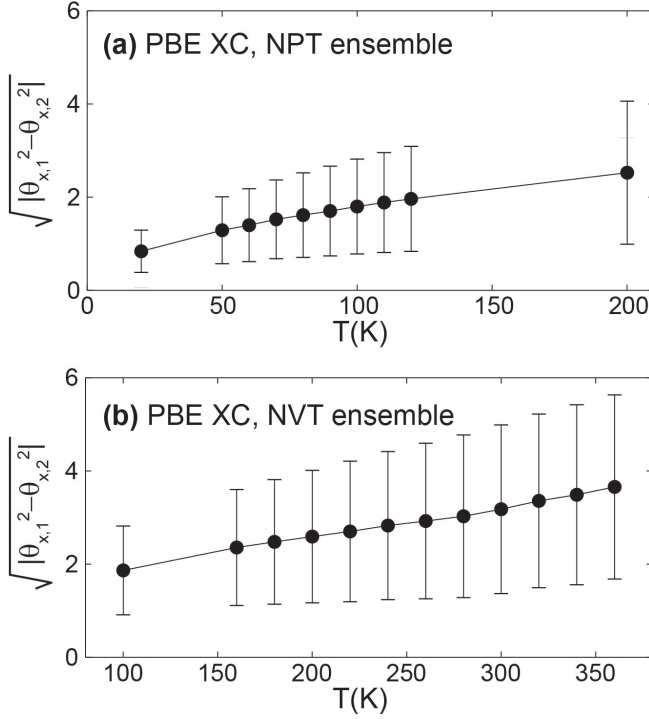 (a) PBE XC, NPT ensemble
√|θx,1²−θx,2²|
6
4
2
0
0 50 100 150 200
T(K)
(b) PBE XC, NVT ensemble
√|θx,1²−θx,2²|
6
4
2
0
100 150 200 250 300 350
T(K)